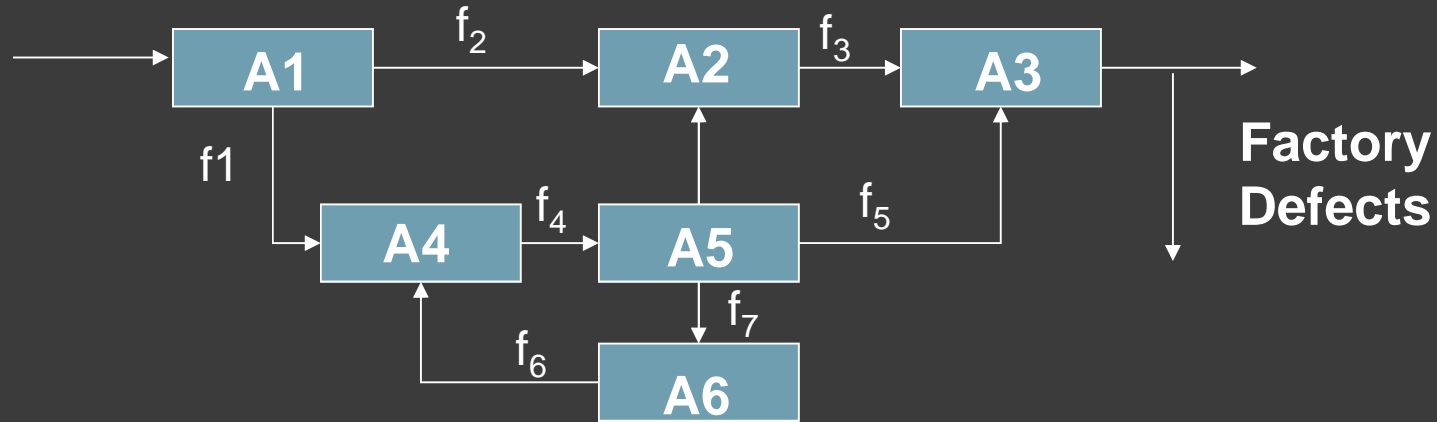 f₂
f₃
A1
A2
A3
Factory
Defects
f1
f₄
f₅
A4
A5
f₇
f₆
A6